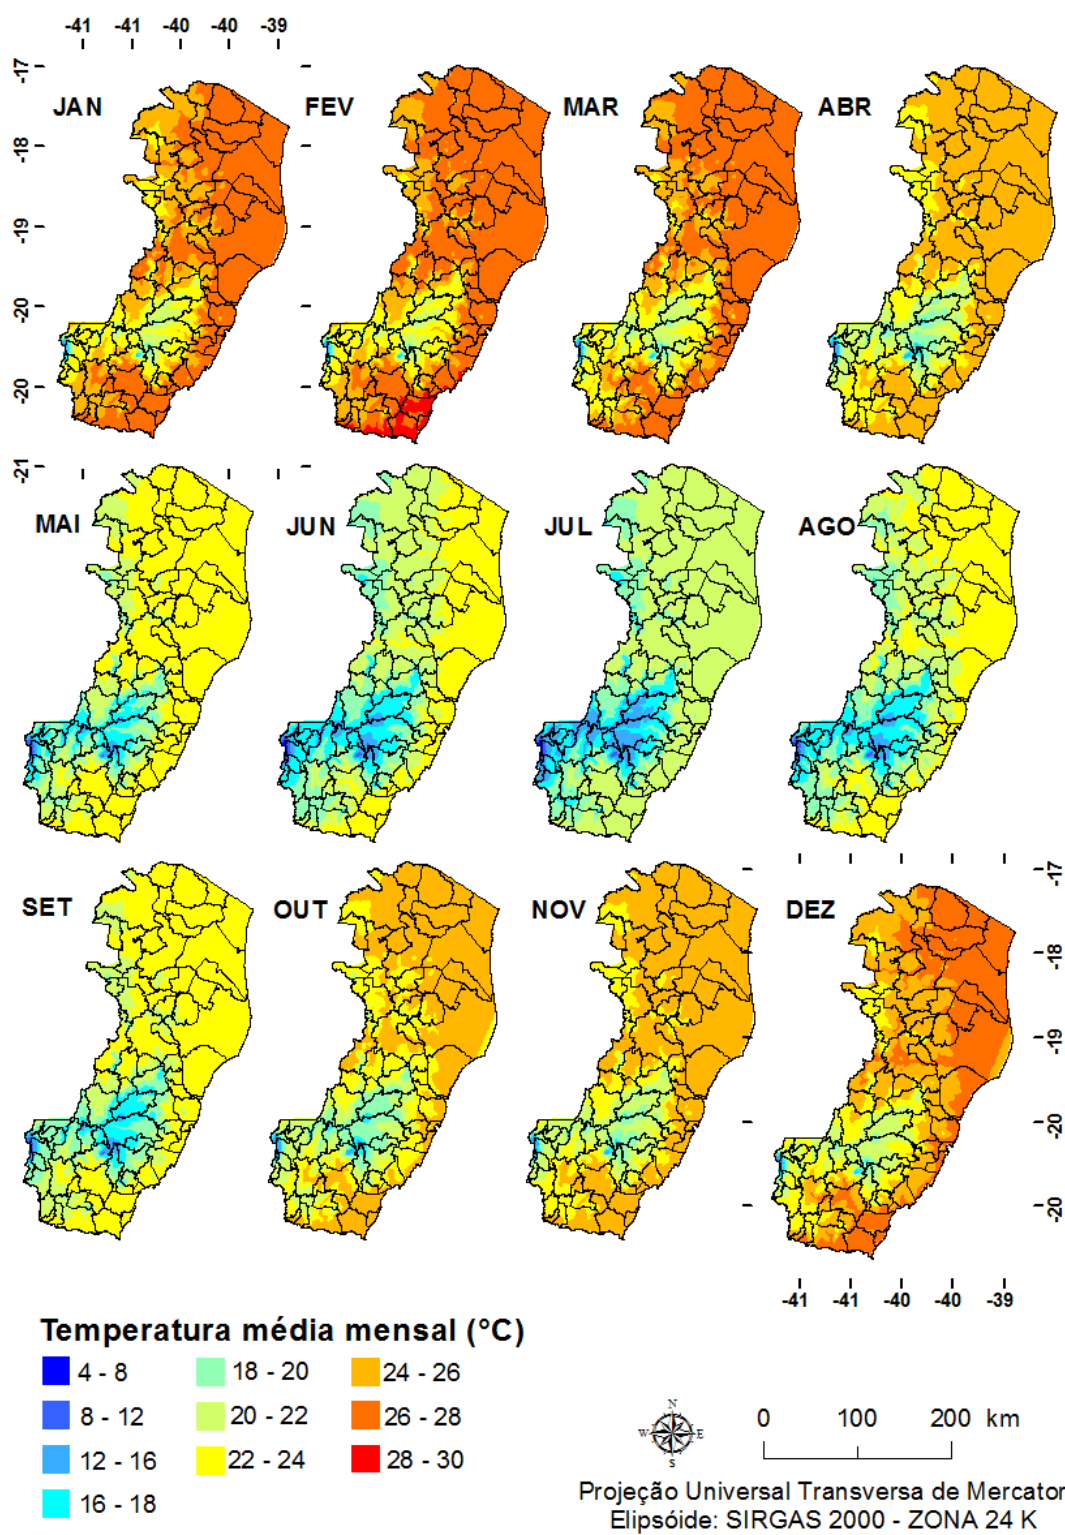 -41 -41 -40 -40 -39
-17
JAN FEV MAR ABR
-18
-19
-20
-20
-21
MAI JUN JUL AGO
SET OUT NOV DEZ
-17
-18
-19
-20
-20
-41 -41 -40 -40 -39
Temperatura média mensal (°C)
4 - 8 18 - 20 24 - 26
8 - 12 20 - 22 26 - 28
12 - 16 22 - 24 28 - 30
16 - 18
N
W E
S
0 100 200 km
Projeção Universal Transversa de Mercator
Elipsóide: SIRGAS 2000 - ZONA 24 K